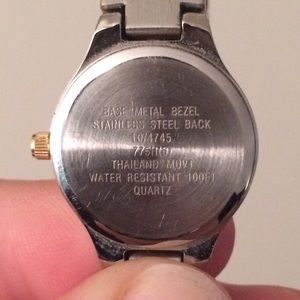 BASE METAL BEZEL
STAINLESS STEEL BACK
10/4745
THAILAND MOVT
WATER RESISTANT 100FT
QUARTZ